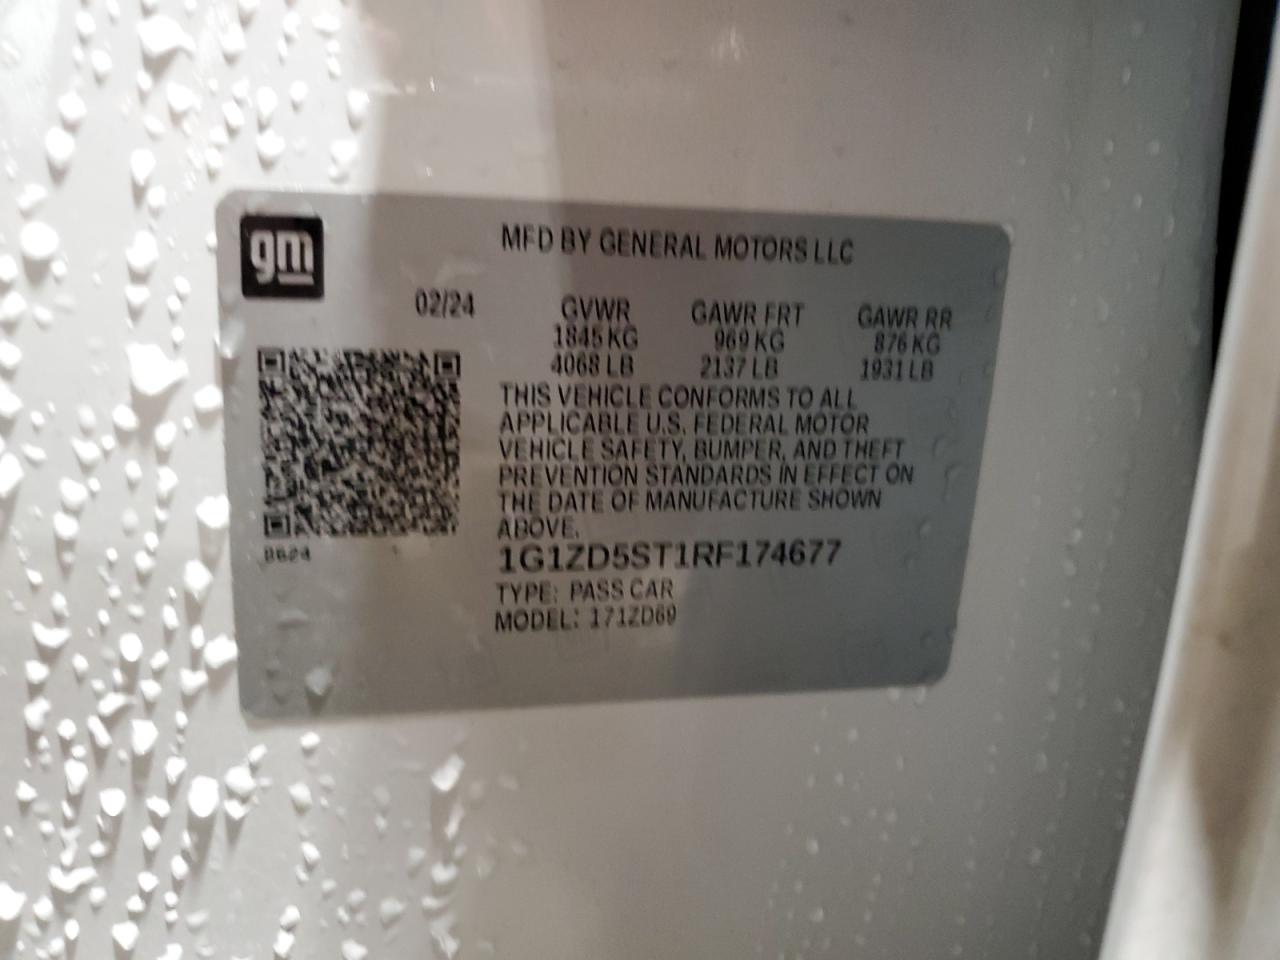 gm
MFD BY GENERAL MOTORS LLC
02/24 GVWR GAWR FRT GAWR RR
1845 KG 969 KG 876 KG
4068 LB 2137 LB 1931 LB
THIS VEHICLE CONFORMS TO ALL
APPLICABLE U.S. FEDERAL MOTOR
VEHICLE SAFETY, BUMPER, AND THEFT
PREVENTION STANDARDS IN EFFECT ON
THE DATE OF MANUFACTURE SHOWN
ABOVE.
1G1ZD5ST1RF174677
TYPE: PASS CAR
MODEL: 171ZD69